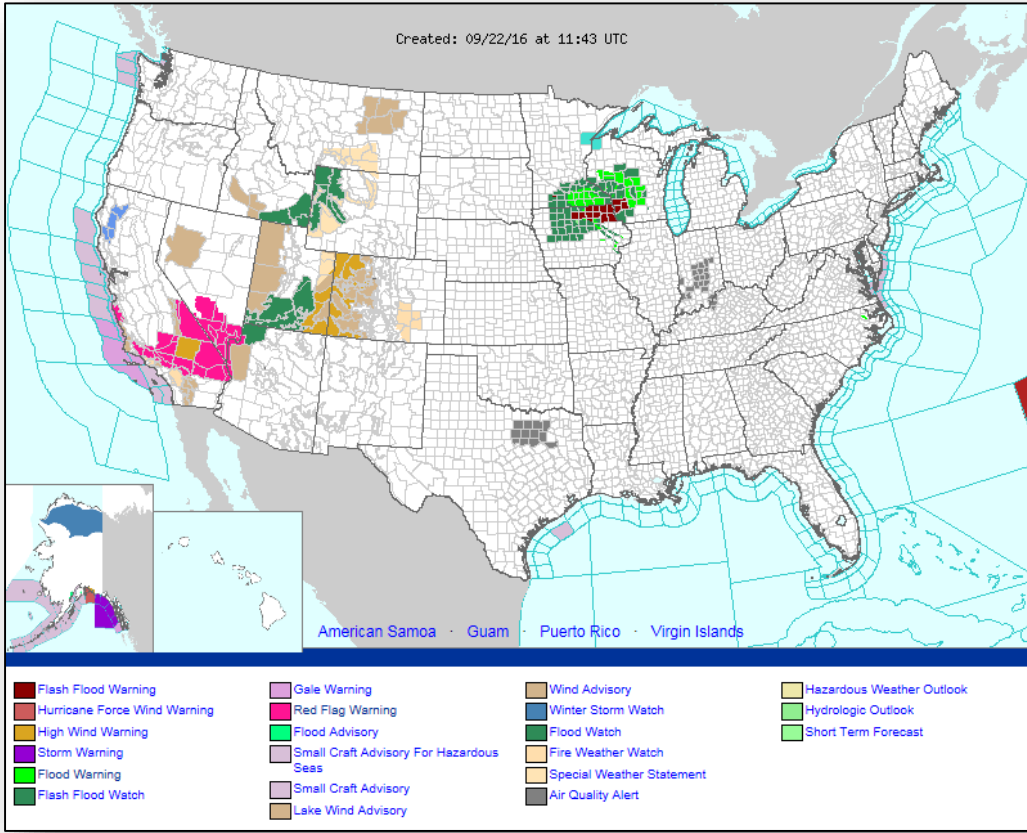 Created: 09/22/16 at 11:43 UTC
American Samoa · Guam · Puerto Rico · Virgin Islands
Flash Flood Warning
Hurricane Force Wind Warning
High Wind Warning
Storm Warning
Flood Warning
Flash Flood Watch
Gale Warning
Red Flag Warning
Flood Advisory
Small Craft Advisory For Hazardous
Seas
Small Craft Advisory
Lake Wind Advisory
Wind Advisory
Winter Storm Watch
Flood Watch
Fire Weather Watch
Special Weather Statement
Air Quality Alert
Hazardous Weather Outlook
Hydrologic Outlook
Short Term Forecast